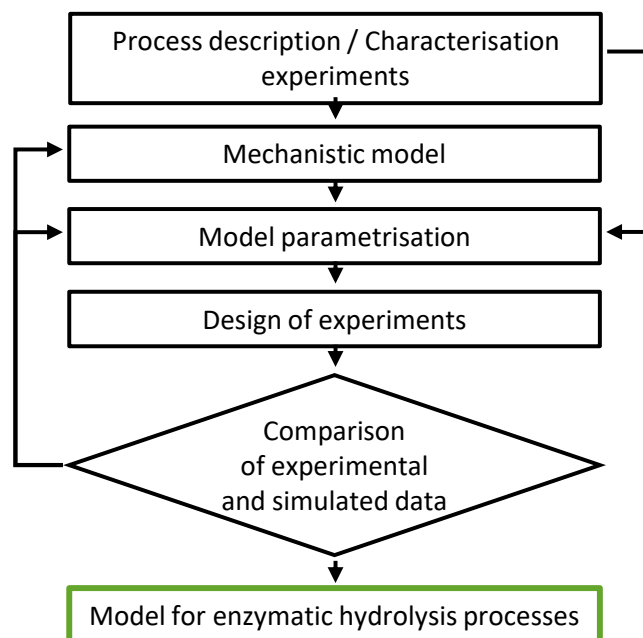 Process description / Characterisation
experiments
Mechanistic model
Model parametrisation
Design of experiments
Comparison
of experimental
and simulated data
Model for enzymatic hydrolysis processes